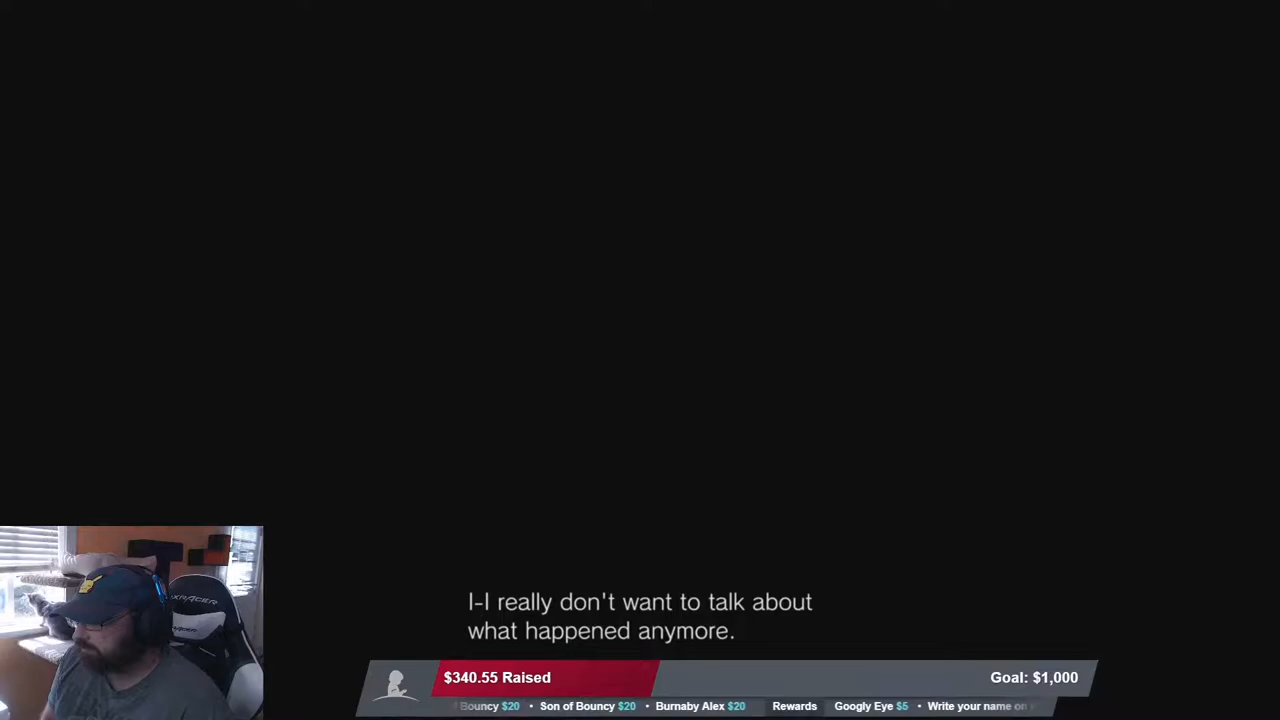 I-I really don't want to talk about
what happened anymore.
$340.55 Raised
Goal: $1,000
Bouncy $20 • Son of Bouncy $20 • Burnaby Alex $20 Rewards Googly Eye $5 • Write your name on